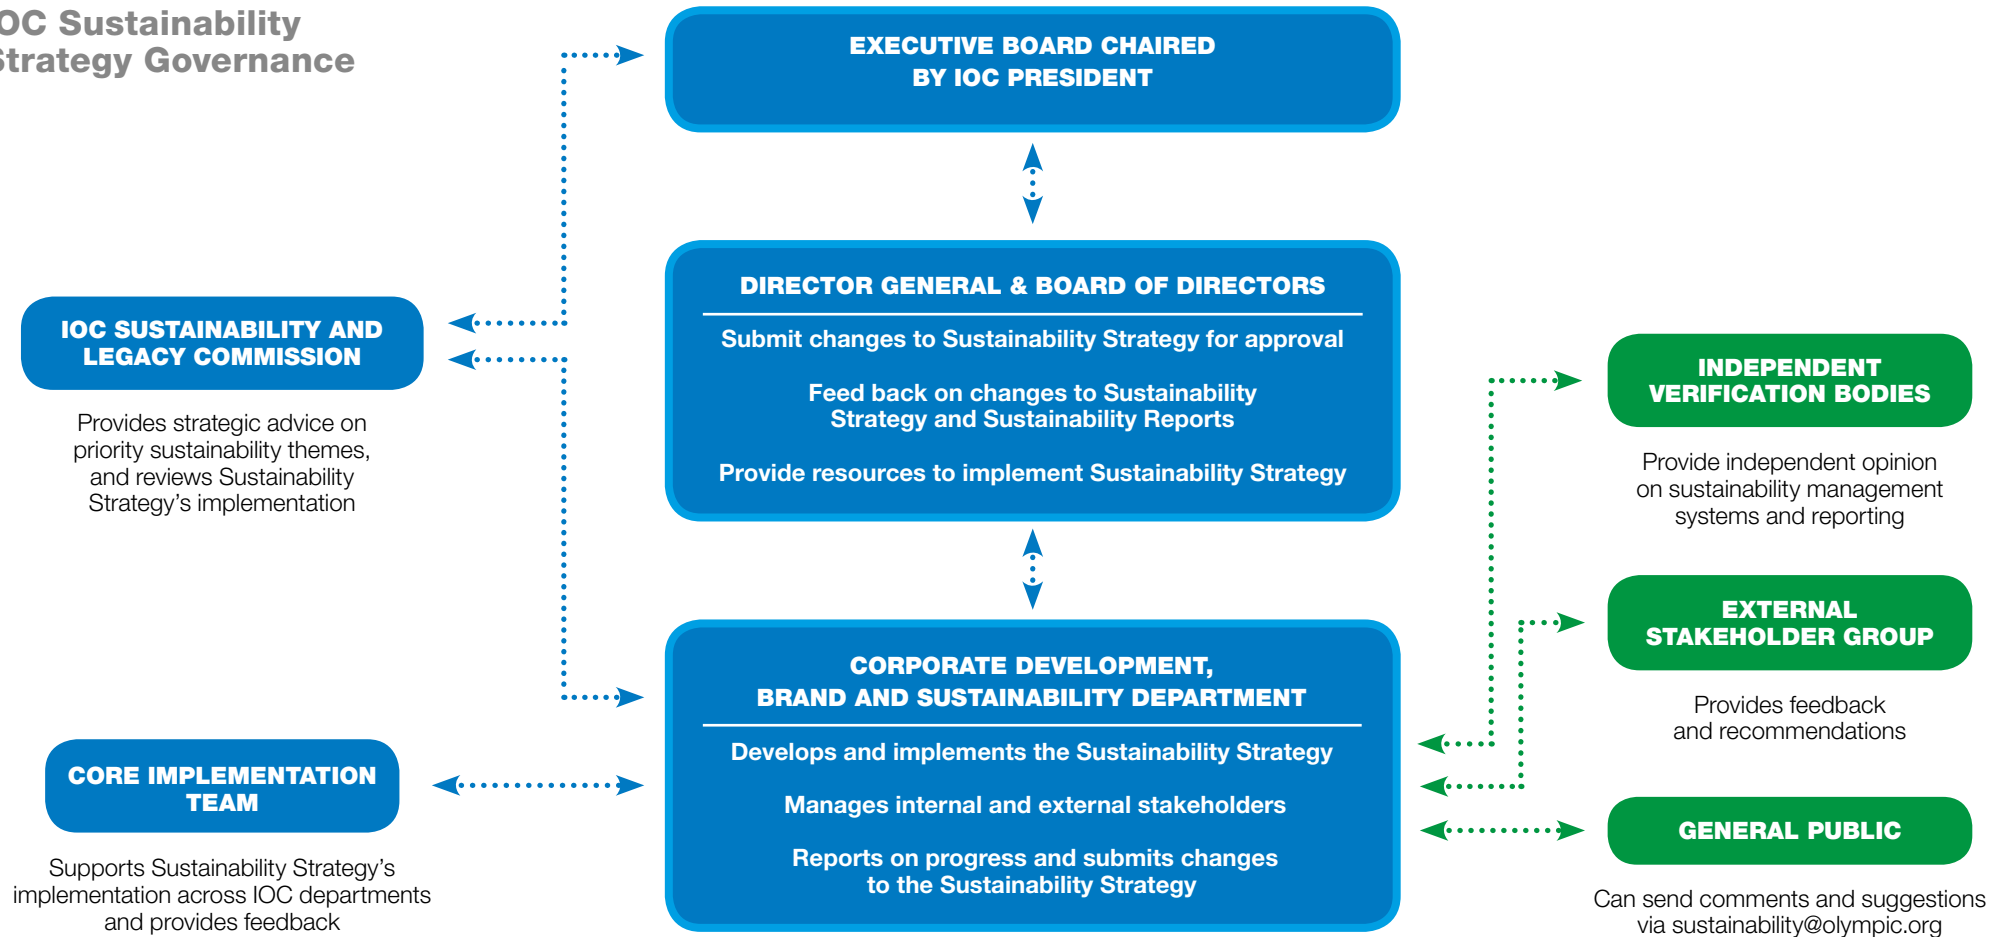 OC Sustainability
Strategy Governance
EXECUTIVE BOARD CHAIRED
BY IOC PRESIDENT
DIRECTOR GENERAL & BOARD OF DIRECTORS
Submit changes to Sustainability Strategy for approval
Feed back on changes to Sustainability
Strategy and Sustainability Reports
Provide resources to implement Sustainability Strategy
IOC SUSTAINABILITY AND
LEGACY COMMISSION
Provides strategic advice on
priority sustainability themes,
and reviews Sustainability
Strategy’s implementation
INDEPENDENT
VERIFICATION BODIES
Provide independent opinion
on sustainability management
systems and reporting
EXTERNAL
STAKEHOLDER GROUP
Provides feedback
and recommendations
CORPORATE DEVELOPMENT,
BRAND AND SUSTAINABILITY DEPARTMENT
Develops and implements the Sustainability Strategy
Manages internal and external stakeholders
Reports on progress and submits changes
to the Sustainability Strategy
CORE IMPLEMENTATION
TEAM
Supports Sustainability Strategy’s
implementation across IOC departments
and provides feedback
GENERAL PUBLIC
Can send comments and suggestions
via sustainability@olympic.org